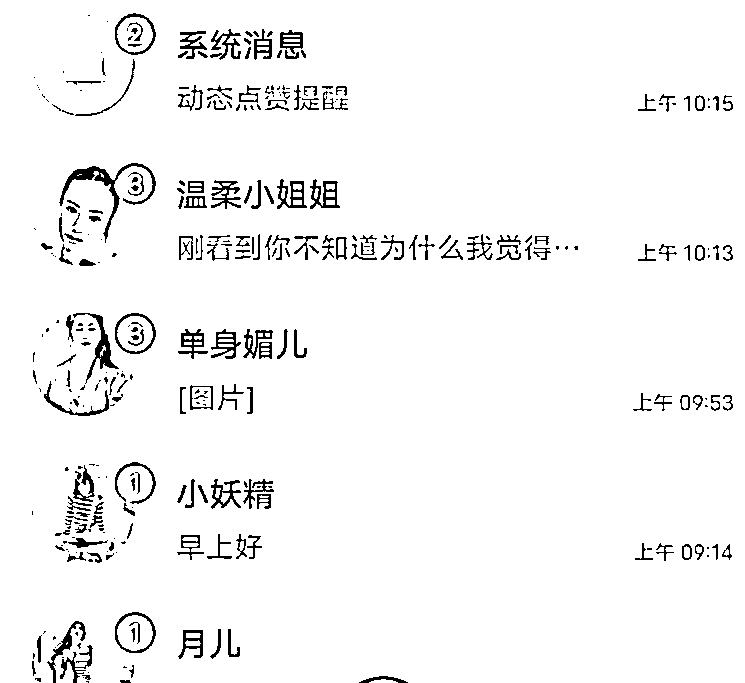 2
系统消息
动态点赞提醒
上午 10:15
3
温柔小姐姐
刚看到你不知道为什么我觉得…
上午 10:13
3
单身媚儿
[图片]
上午 09:53
1
小妖精
早上好
上午 09:14
1
月儿